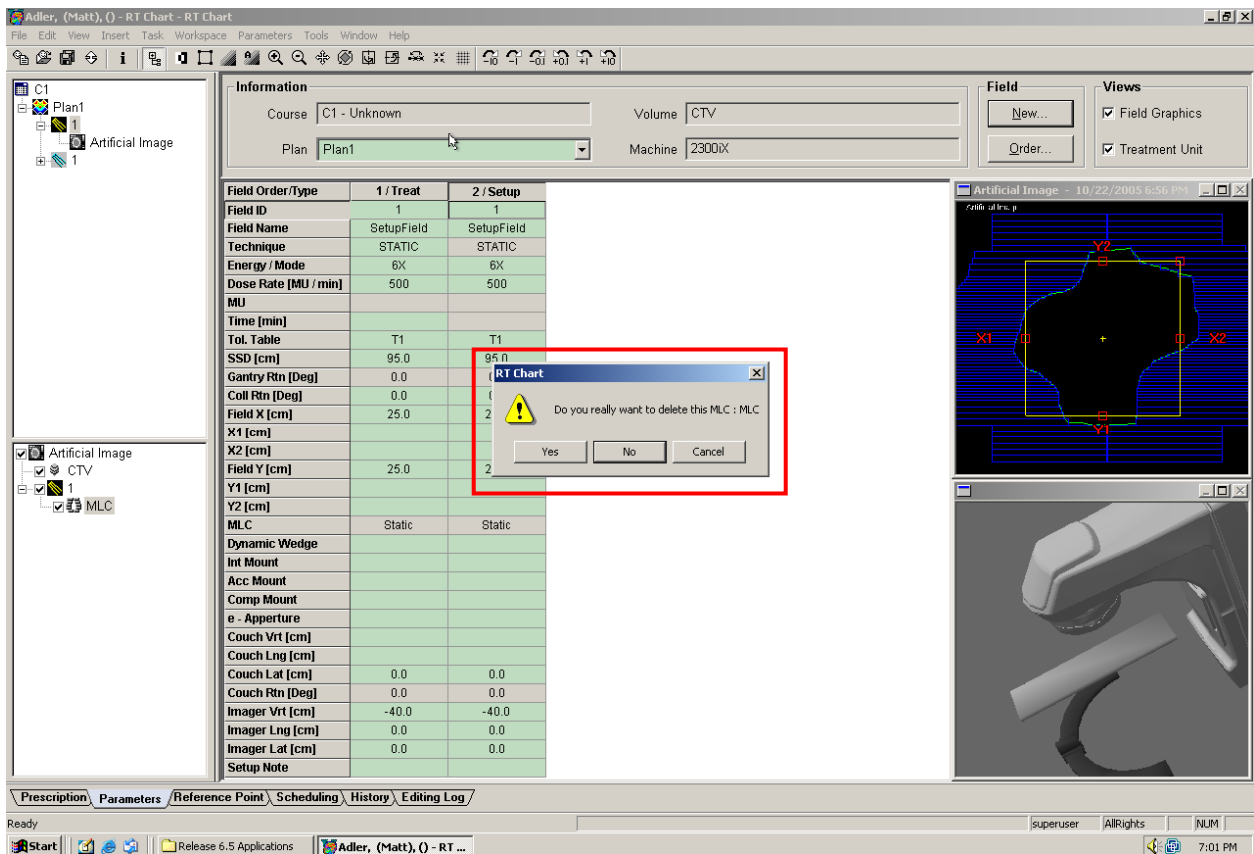 Adler, (Matt), () - RT Chart - RT Chart
File Edit View Insert Task Workspace Parameters Tools Window Help
C1
Plan1
1
Artificial Image
1
Information
Course C1 - Unknown
Volume CTV
Plan Plan1
Machine 2300iX
Field
New...
Order...
Views
Field Graphics
Treatment Unit
Field Order/Type 1 / Treat 2 / Setup
Field ID 1 1
Field Name SetupField SetupField
Technique STATIC STATIC
Energy / Mode 6X 6X
Dose Rate [MU / min] 500 500
MU
Time [min]
Tol. Table T1 T1
SSD [cm] 95.0 95.0
Gantry Rtn [Deg] 0.0
Coll Rtn [Deg] 0.0
Field X [cm] 25.0 2
X1 [cm]
X2 [cm]
Field Y [cm] 25.0 2
Y1 [cm]
Y2 [cm]
MLC Static Static
Dynamic Wedge
Int Mount
Acc Mount
Comp Mount
e - Apperture
Couch Vrt [cm]
Couch Lng [cm]
Couch Lat [cm] 0.0 0.0
Couch Rtn [Deg] 0.0 0.0
Imager Vrt [cm] -40.0 -40.0
Imager Lng [cm] 0.0 0.0
Imager Lat [cm] 0.0 0.0
Setup Note
RT Chart
Do you really want to delete this MLC : MLC
Yes No Cancel
Artificial Image - 10/22/2005 6:56 PM
Y2
X1 X2
Y1
Artificial Image
CTV
1
MLC
Prescription Parameters Reference Point Scheduling History Editing Log
Ready
superuser AllRights NUM
Start Release 6.5 Applications Adler, (Matt), () - RT ... 7:01 PM